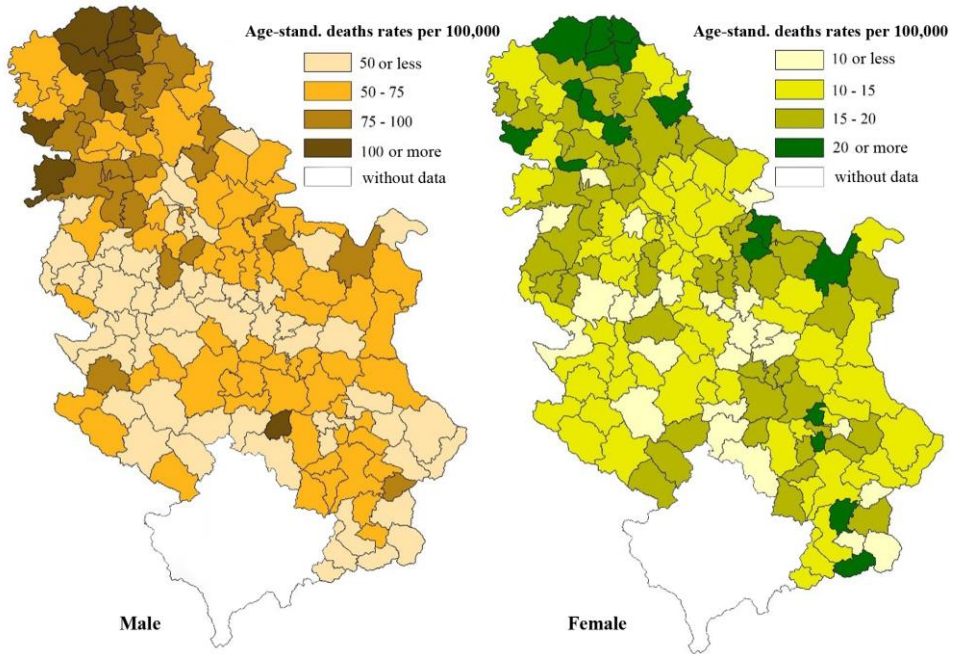 Age-stand. deaths rates per 100,000
50 or less
50 - 75
75 - 100
100 or more
without data
Male
Age-stand. deaths rates per 100,000
10 or less
10 - 15
15 - 20
20 or more
without data
Female